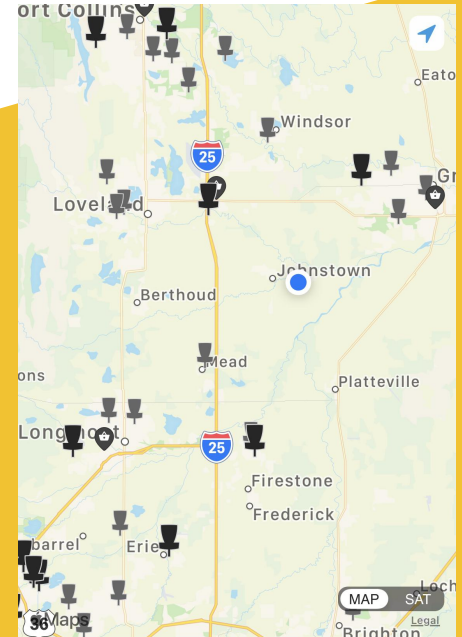 ort Collins
Eato
Windsor
25
Gr
Loveland
Johnstown
Berthoud
Mead
ons
Platteville
Longmont
25
Firestone
Frederick
barrel
Erie
MAP SAT
Loch
36 Maps
Legal
Brighton